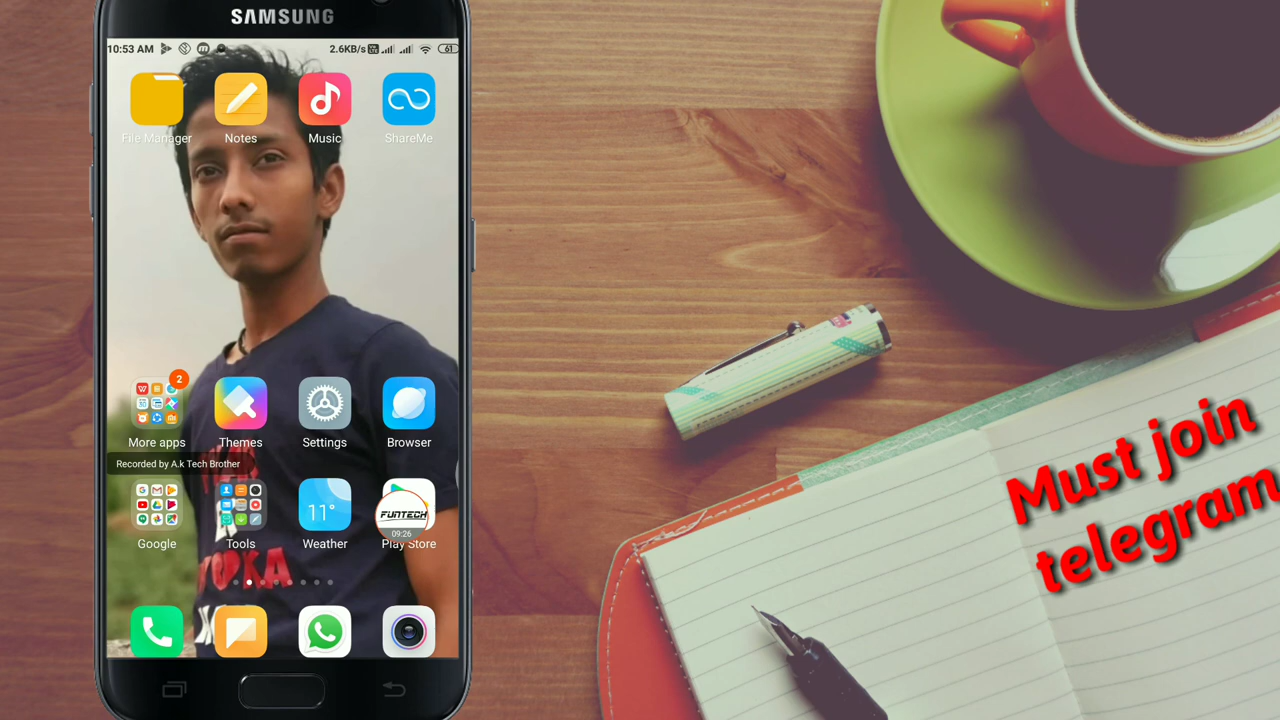 SAMSUNG
10:53 AM
2.6KB/s
61
File Manager
Notes
Music
ShareMe
2
More apps
Themes
Settings
Browser
Recorded by A.k Tech Brother
11°
FUNTECH
09:26
Google
Tools
Weather
Play Store
Must join
telegram